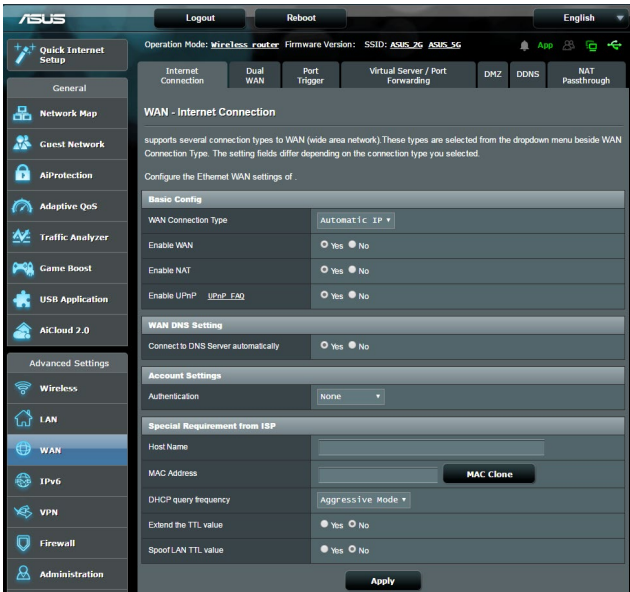 ASUS
Logout
Reboot
English
Quick Internet
Setup
General
Network Map
Guest Network
AiProtection
Adaptive QoS
Traffic Analyzer
Game Boost
USB Application
AiCloud 2.0
Advanced Settings
Wireless
LAN
WAN
IPv6
VPN
Firewall
Administration
Operation Mode: Wireless router Firmware Version: SSID: ASUS_2G ASUS_5G
App
Internet
Connection
Dual
WAN
Port
Trigger
Virtual Server / Port
Forwarding
DMZ
DDNS
NAT
Passthrough
WAN - Internet Connection
supports several connection types to WAN (wide area network).These types are selected from the dropdown menu beside WAN
Connection Type. The setting fields differ depending on the connection type you selected.
Configure the Ethernet WAN settings of .
Basic Config
WAN Connection Type Automatic IP
Enable WAN Yes No
Enable NAT Yes No
Enable UPnP UPnP FAQ Yes No
WAN DNS Setting
Connect to DNS Server automatically Yes No
Account Settings
Authentication None
Special Requirement from ISP
Host Name
MAC Address MAC Clone
DHCP query frequency Aggressive Mode
Extend the TTL value Yes No
Spoof LAN TTL value Yes No
Apply